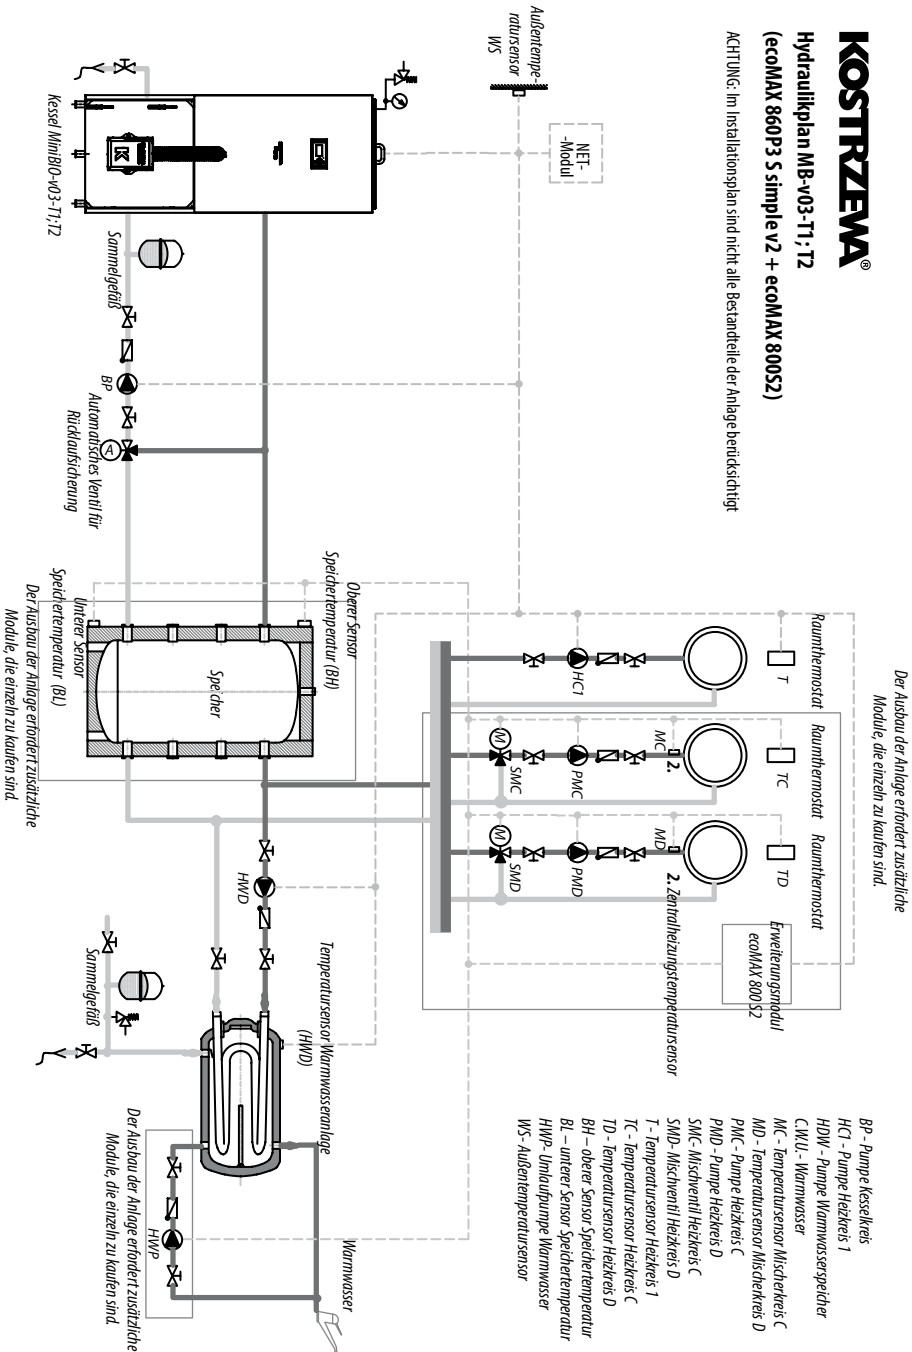 KOSTRZEWA®
Hydraulikplan MB-v03-T1; T2
(ecoMAX 860P3 S simple v2 + ecoMAX 800S2)
ACHTUNG: Im Installationsplan sind nicht alle Bestandteile der Anlage berücksichtigt
Außentempe-
ratursensor
WS
NET-
-Modul
Kessel MiniBIO-v03-T1;T2
Sammelgefäß
BP
Automatisches Ventil für
Rücklaufsicherung
A
Oberer Sensor
Speichertemperatur (BH)
Unterer Sensor
Speichertemperatur (BL)
Der Ausbau der Anlage erfordert zusätzliche
Module, die einzeln zu kaufen sind.
Speicher
Der Ausbau der Anlage erfordert zusätzliche
Module, die einzeln zu kaufen sind.
Raumthermostat
T
HC1
Raumthermostat
TC
MC
2.
PMC
M
SMC
Raumthermostat
TD
MD
2. Zentralheizungstemperatursensor
PMD
M
SMD
Erweiterungsmodul
ecoMAX 800 S2
HWD
Temperatursensor Warmwasseranlage
(HWD)
Sammelgefäß
Der Ausbau der Anlage erfordert zusätzliche
Module, die einzeln zu kaufen sind.
HWP
Warmwasser
BP - Pumpe Kesselkreis
HC1 - Pumpe Heizkreis 1
HDW – Pumpe Warmwasserspeicher
C.W.U.- Warmwasser
MC - Temperatursensor Mischerkreis C
MD – Temperatursensor Mischerkreis D
PMC - Pumpe Heizkreis C
PMD - Pumpe Heizkreis D
SMC- Mischventil Heizkreis C
SMD- Mischventil Heizkreis D
T - Temperatursensor Heizkreis 1
TC - Temperatursensor Heizkreis C
TD - Temperatursensor Heizkreis D
BH – oberer Sensor Speichertemperatur
BL – unterer Sensor Speichertemperatur
HWP- Umlaufpumpe Warmwasser
WS- Außentemperatursensor